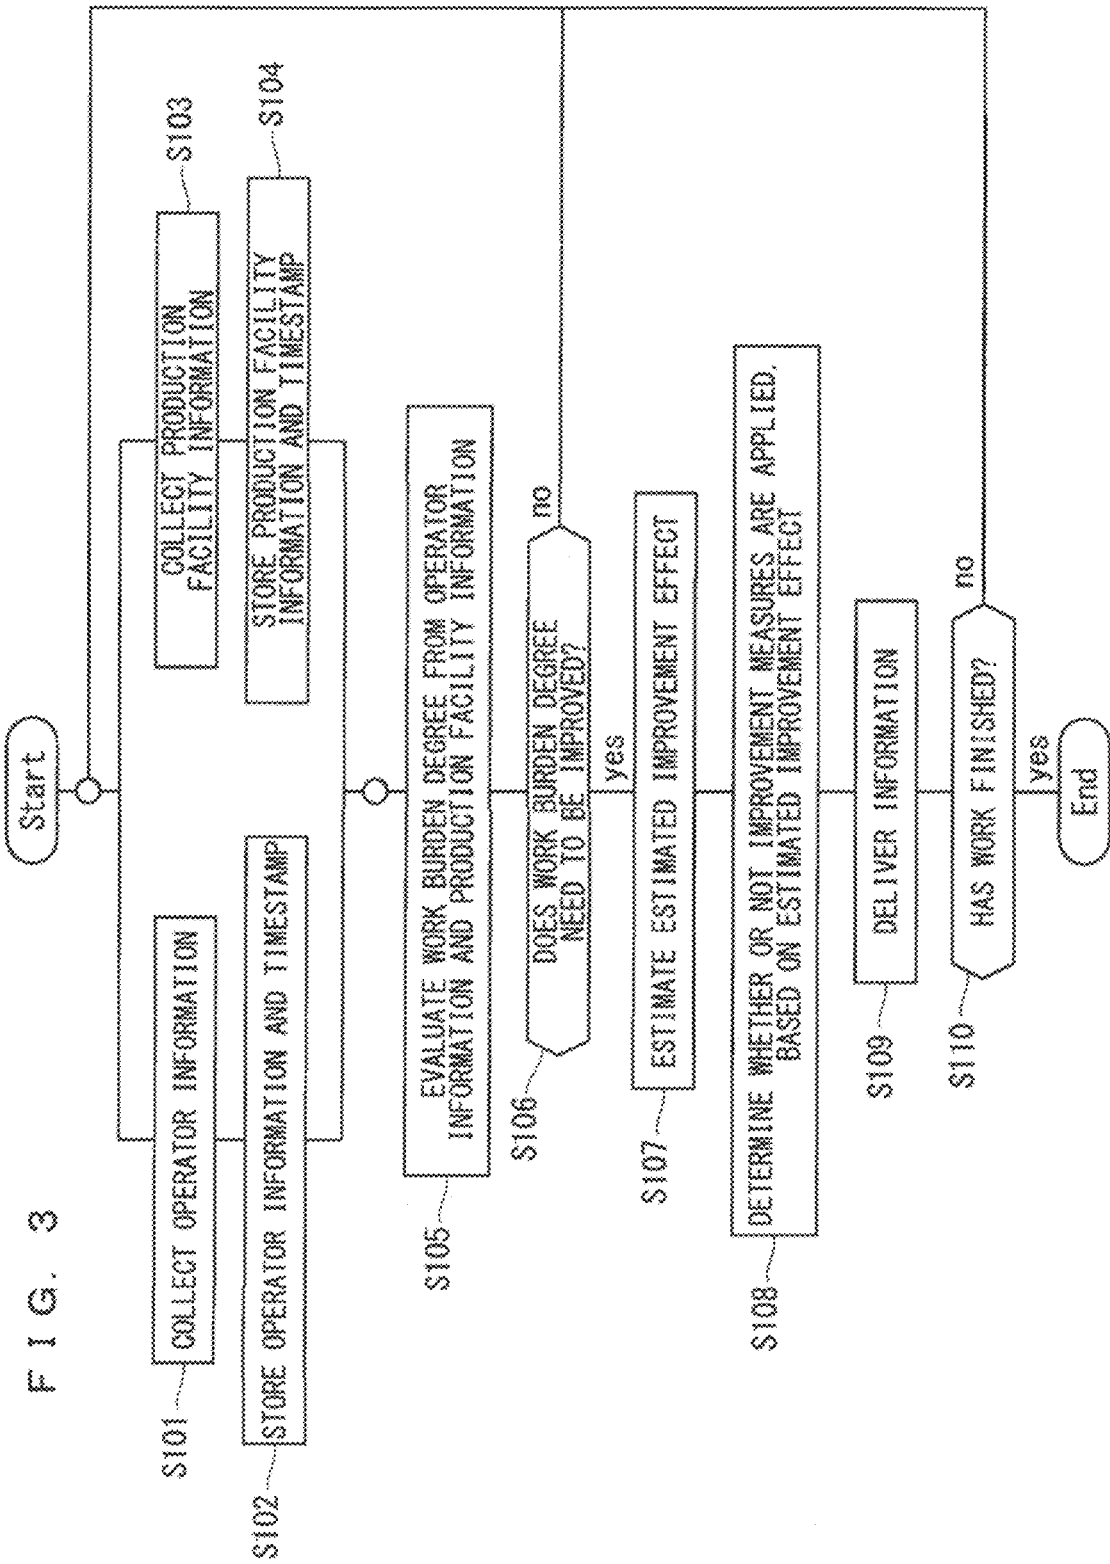 F I G. 3
Start
S101
COLLECT OPERATOR INFORMATION
S102
STORE OPERATOR INFORMATION AND TIMESTAMP
COLLECT PRODUCTION
FACILITY INFORMATION
S103
STORE PRODUCTION FACILITY
INFORMATION AND TIMESTAMP
S104
S105
EVALUATE WORK BURDEN DEGREE FROM OPERATOR
INFORMATION AND PRODUCTION FACILITY INFORMATION
S106
DOES WORK BURDEN DEGREE
NEED TO BE IMPROVED?
no
yes
S107
ESTIMATE ESTIMATED IMPROVEMENT EFFECT
S108
DETERMINE WHETHER OR NOT IMPROVEMENT MEASURES ARE APPLIED,
BASED ON ESTIMATED IMPROVEMENT EFFECT
S109
DELIVER INFORMATION
S110
HAS WORK FINISHED?
no
yes
End